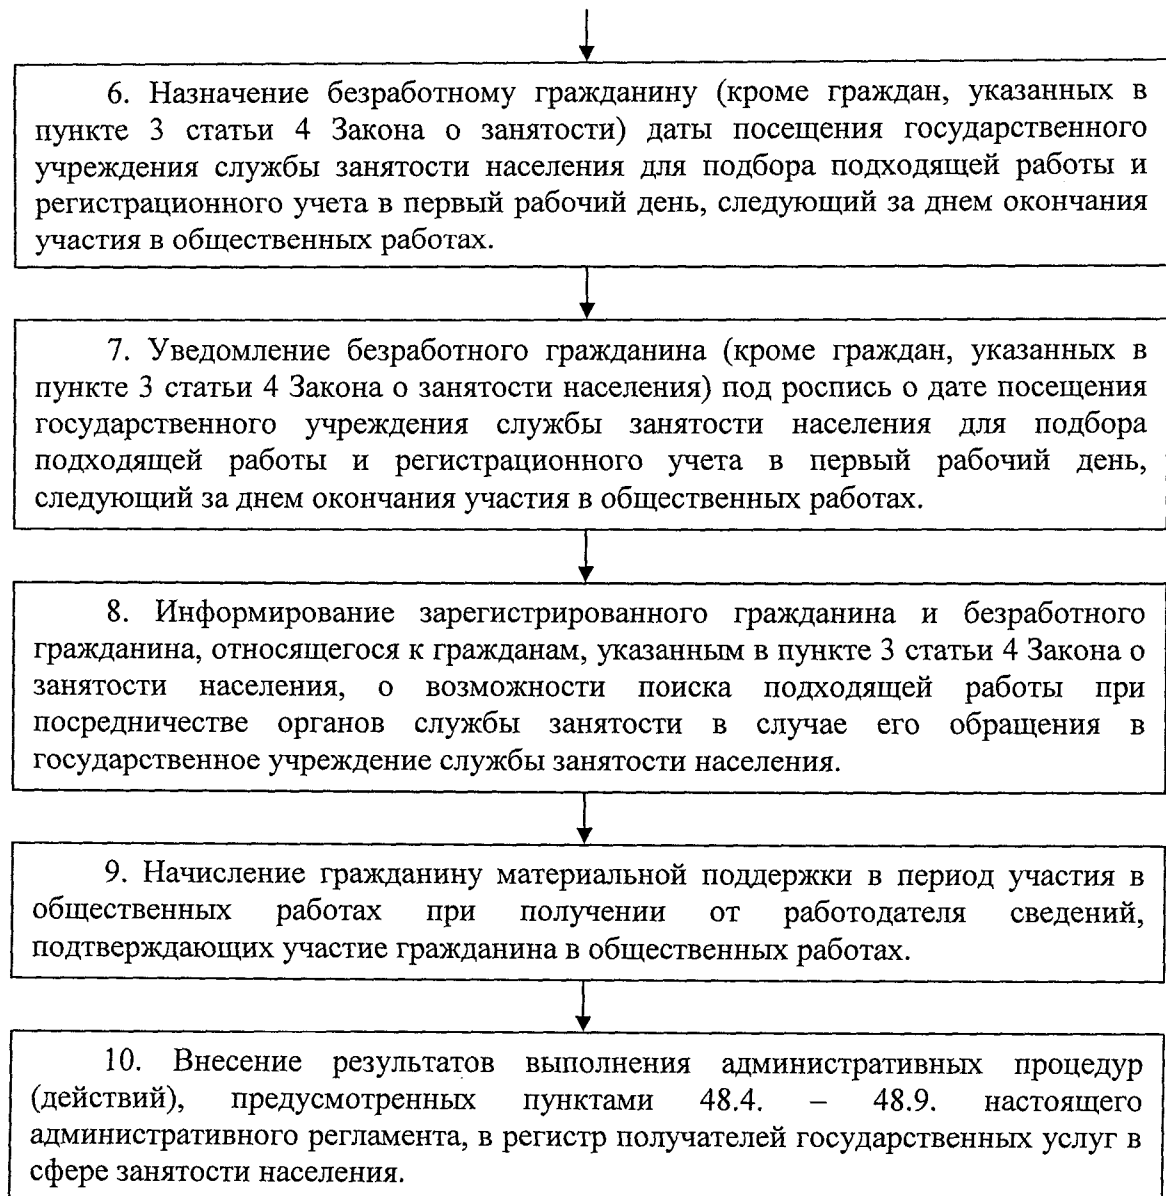 6. Назначение безработному гражданину (кроме граждан, указанных в
пункте 3 статьи 4 Закона о занятости) даты посещения государственного
учреждения службы занятости населения для подбора подходящей работы и
регистрационного учета в первый рабочий день, следующий за днем окончания
участия в общественных работах.
7. Уведомление безработного гражданина (кроме граждан, указанных в
пункте 3 статьи 4 Закона о занятости населения) под роспись о дате посещения
государственного учреждения службы занятости населения для подбора
подходящей работы и регистрационного учета в первый рабочий день,
следующий за днем окончания участия в общественных работах.
8. Информирование зарегистрированного гражданина и безработного
гражданина, относящегося к гражданам, указанным в пункте 3 статьи 4 Закона о
занятости населения, о возможности поиска подходящей работы при
посредничестве органов службы занятости в случае его обращения в
государственное учреждение службы занятости населения.
9. Начисление гражданину материальной поддержки в период участия в
общественных работах при получении от работодателя сведений,
подтверждающих участие гражданина в общественных работах.
10. Внесение результатов выполнения административных процедур
(действий), предусмотренных пунктами 48.4. – 48.9. настоящего
административного регламента, в регистр получателей государственных услуг в
сфере занятости населения.